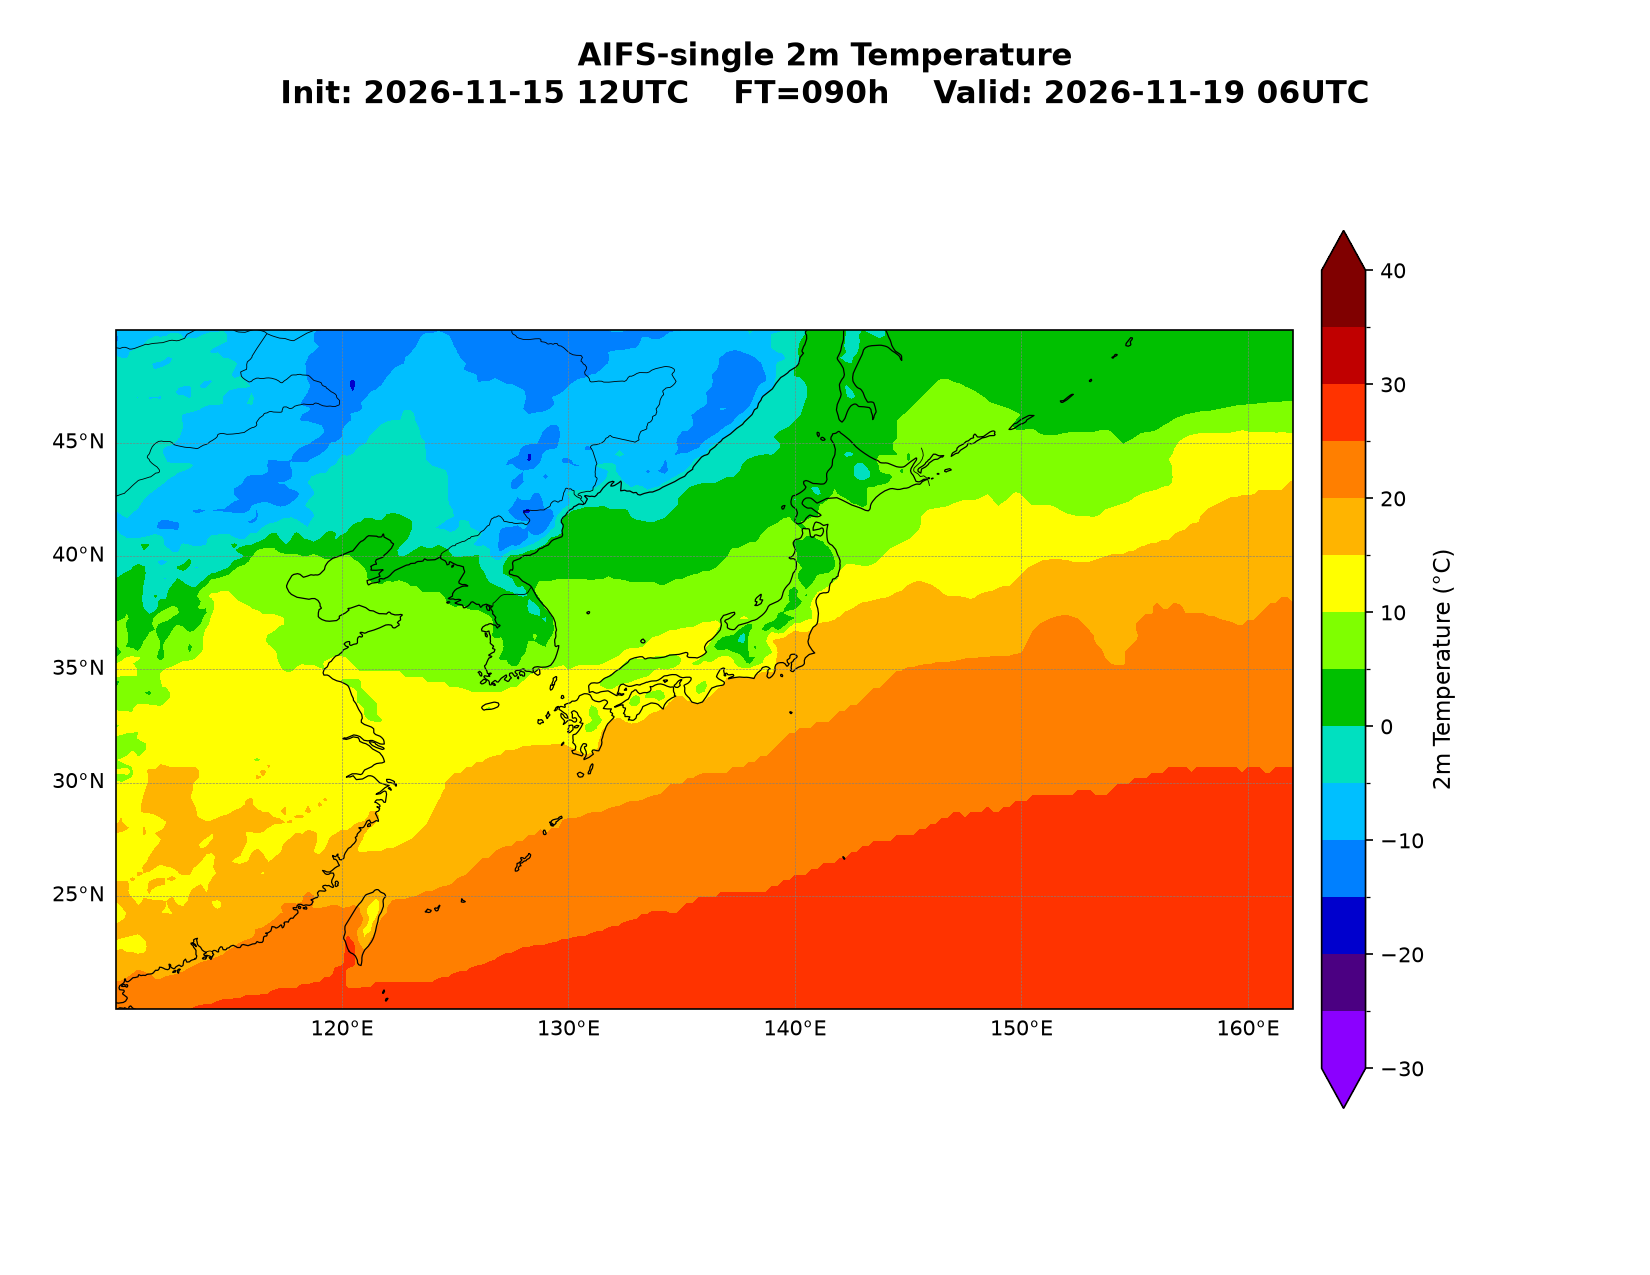 AIFS-single 2m Temperature
Init: 2026-11-15 12UTC    FT=090h    Valid: 2026-11-19 06UTC
45°N
40°N
35°N
30°N
25°N
120°E
130°E
140°E
150°E
160°E
40
30
20
10
0
−10
−20
−30
2m Temperature (°C)